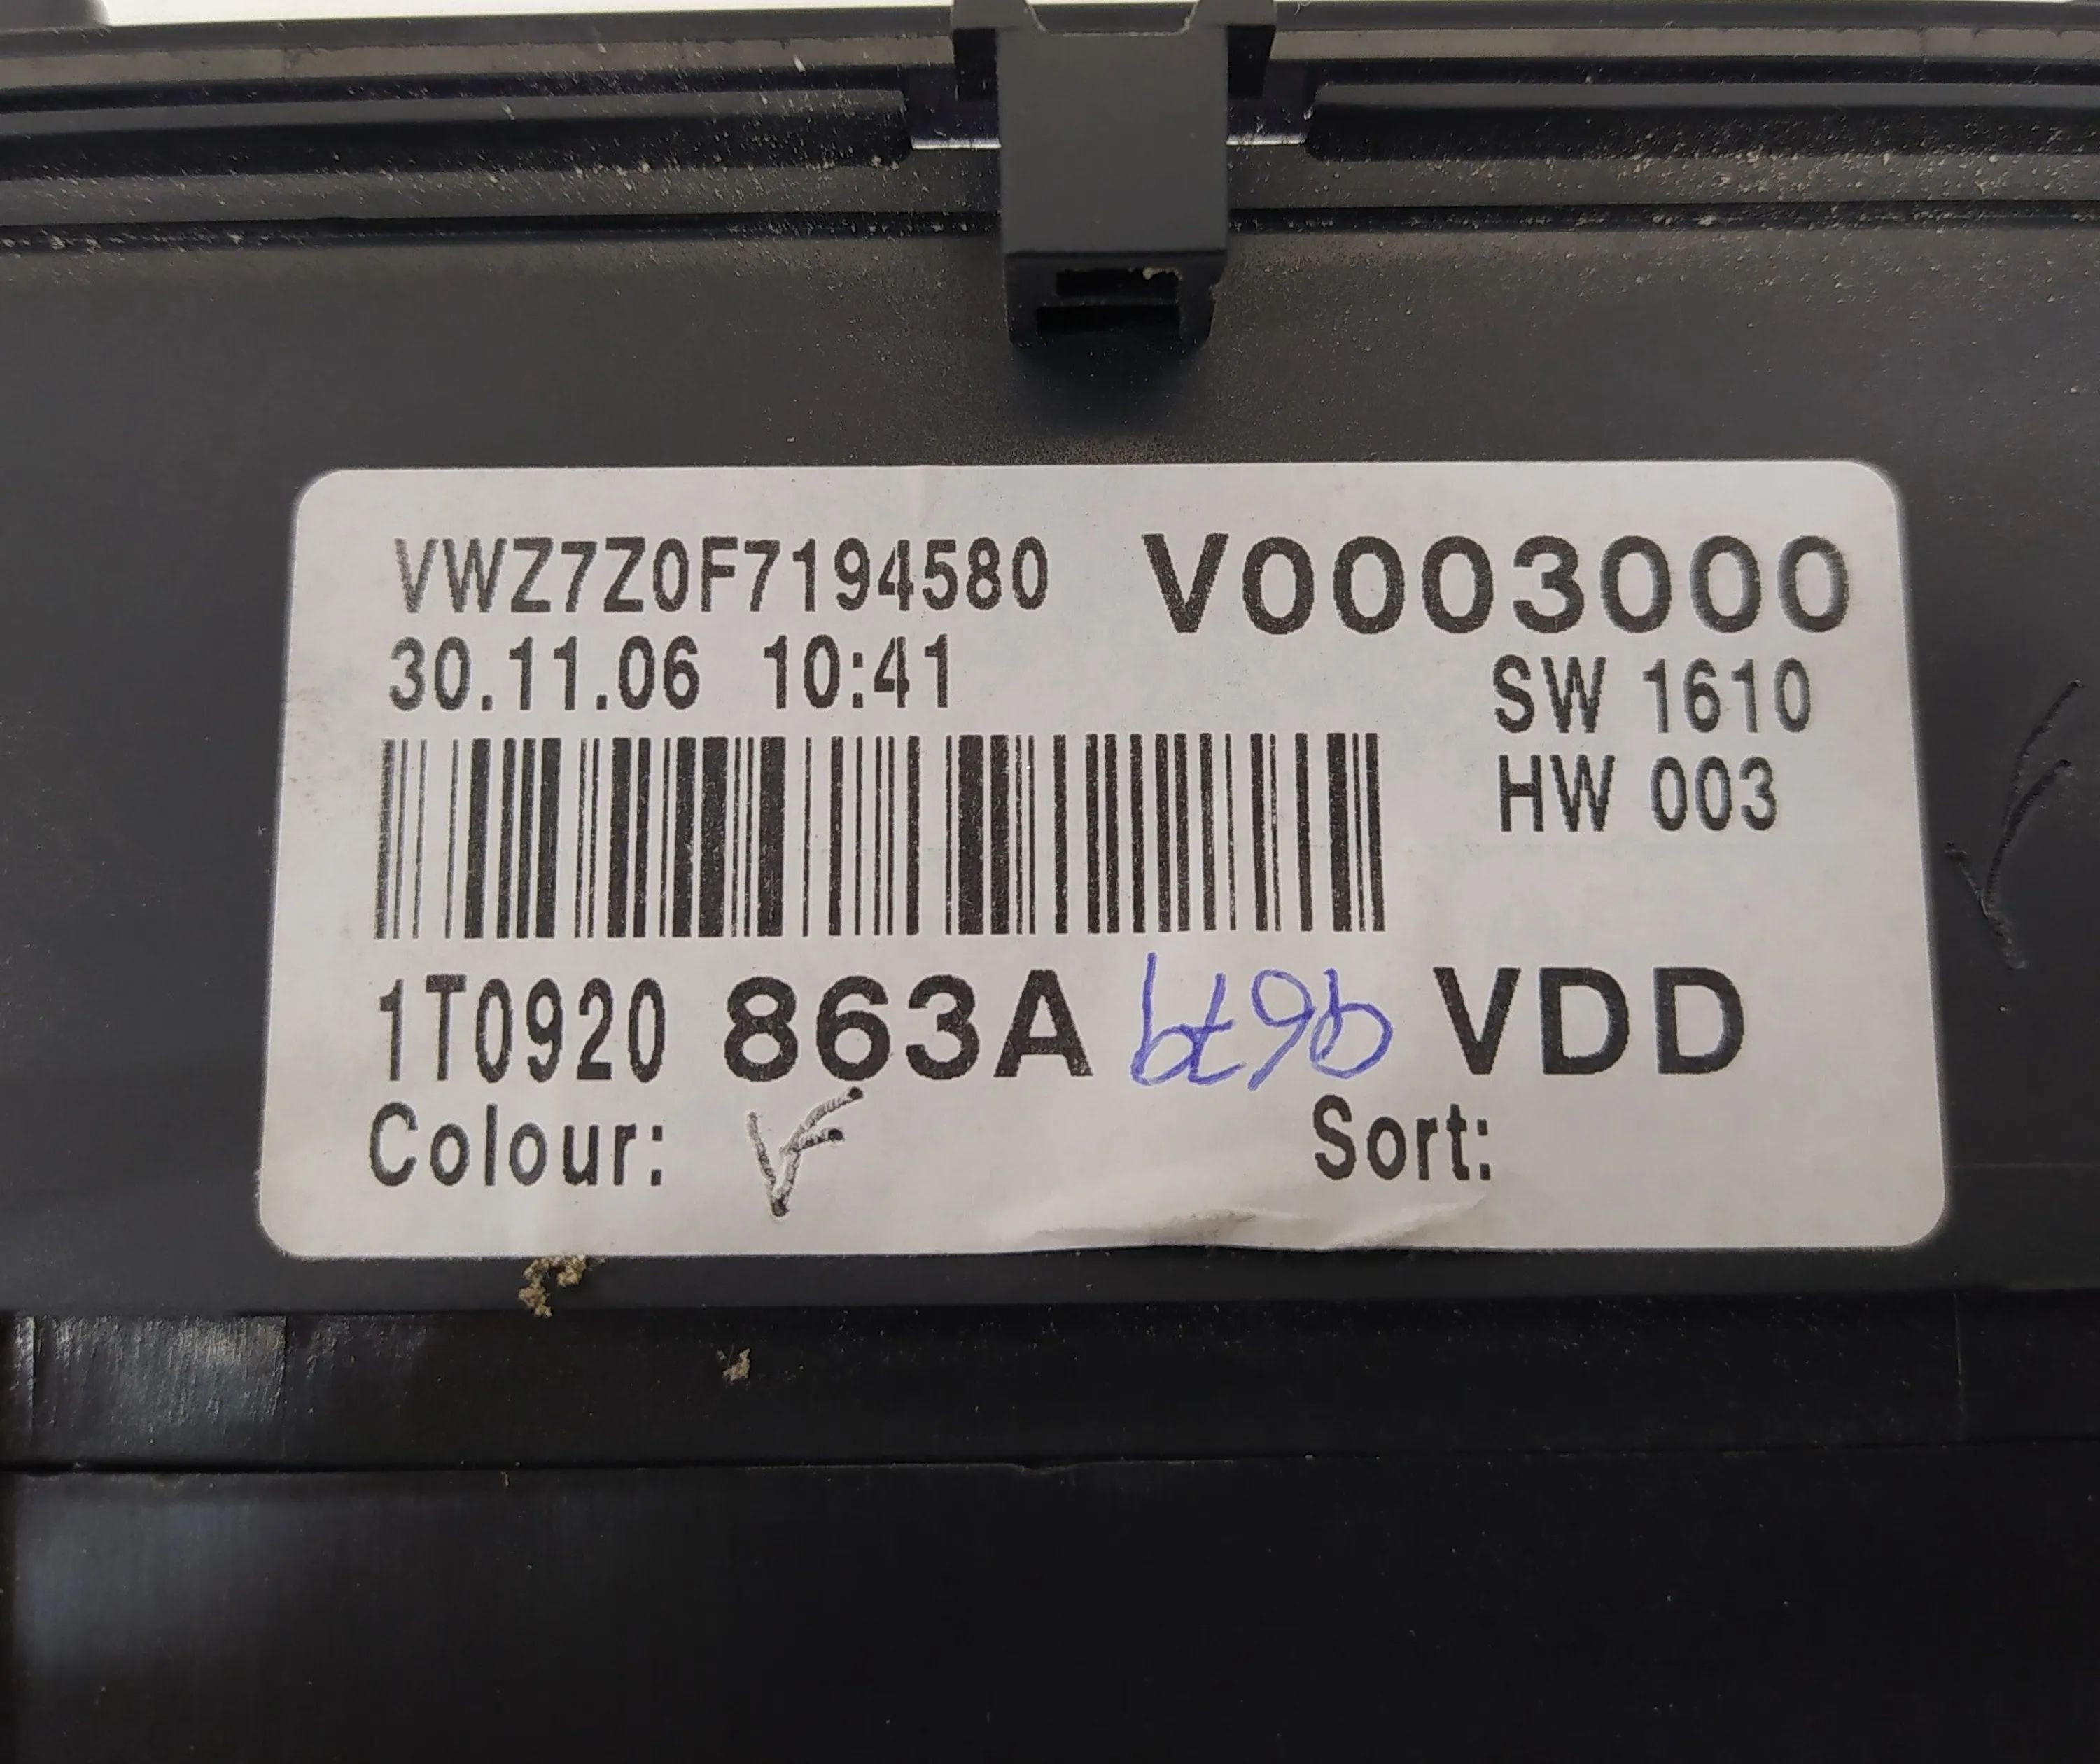 VWZ7Z0F7194580 V0003000
30.11.06 10:41 SW 1610
HW 003
1T0920 863A VDD
Colour: Sort: